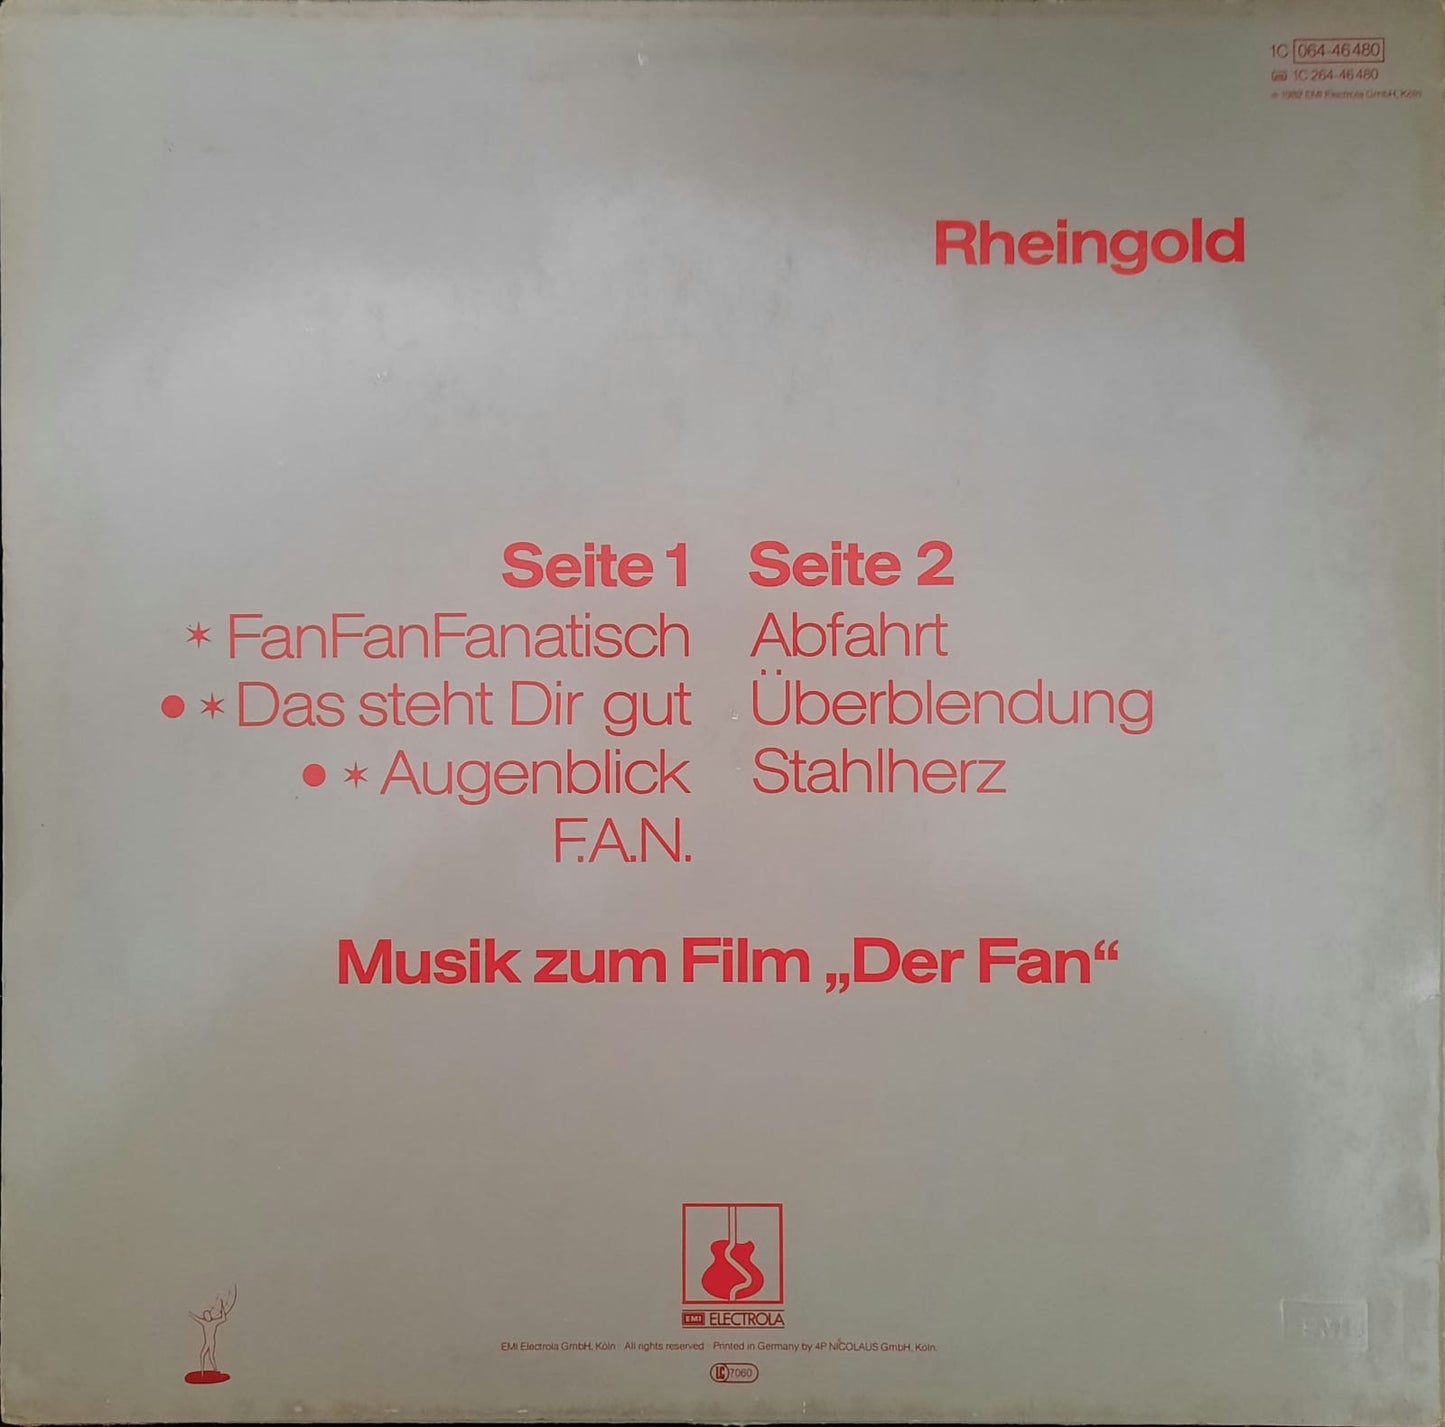 1C 064-46480
1C 264-46480
℗ 1982 EMI Electrola GmbH, Köln
Rheingold
Seite 1
✶ FanFanFanatisch
● ✶ Das steht Dir gut
● ✶ Augenblick
F.A.N.
Seite 2
Abfahrt
Überblendung
Stahlherz
Musik zum Film „Der Fan“
EMI ELECTROLA
EMI Electrola GmbH, Köln · All rights reserved · Printed in Germany by 4P NICOLAUS GmbH, Köln.
LC 7060
EMI